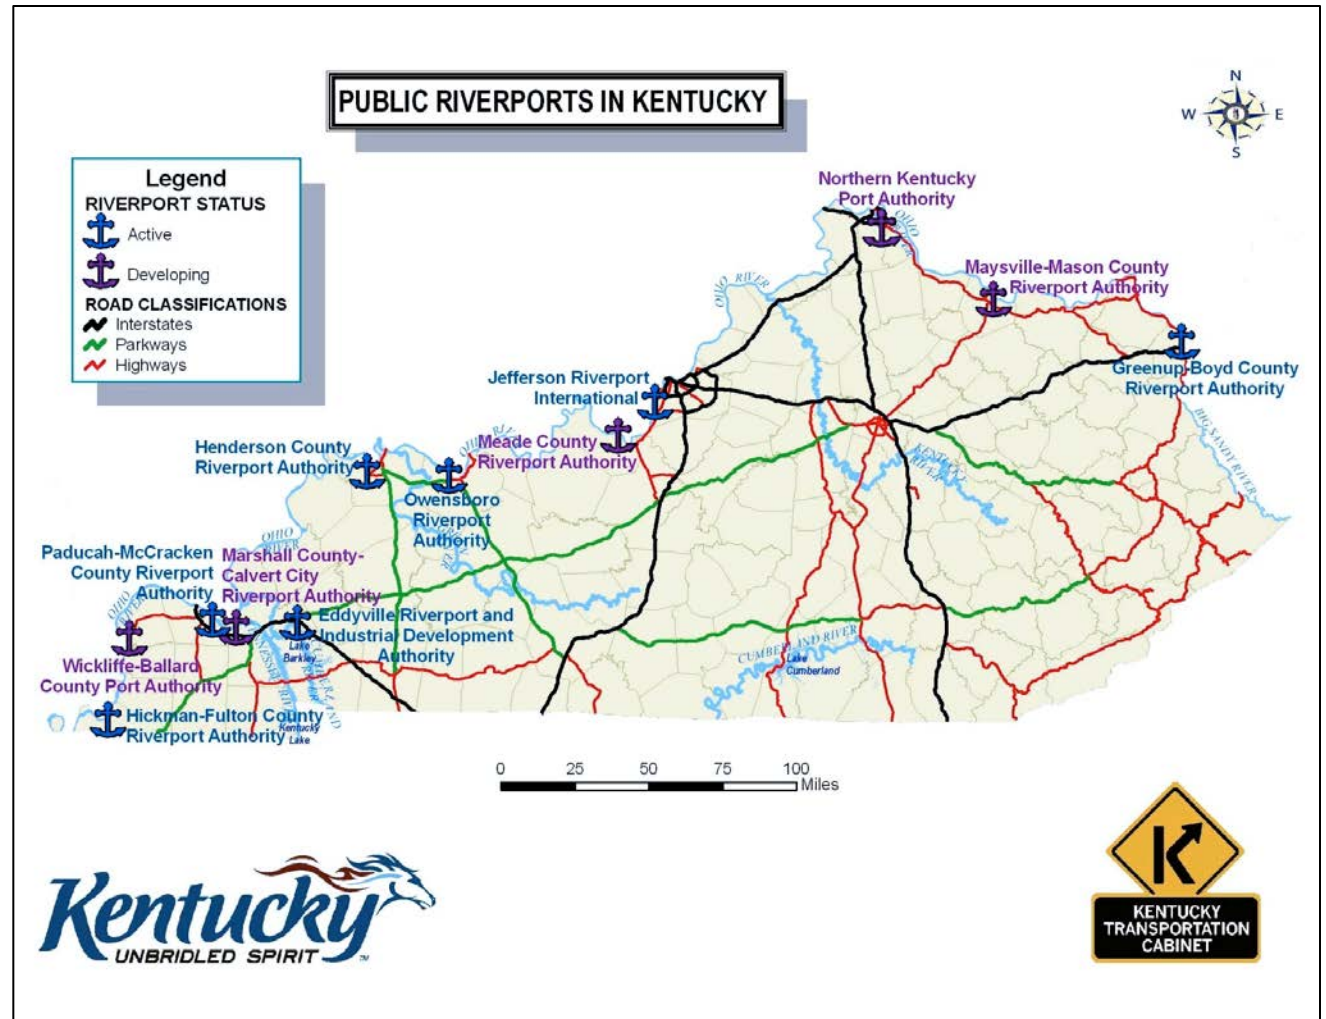 PUBLIC RIVERPORTS IN KENTUCKY
N
W
E
S
Legend
RIVERPORT STATUS
Active
Developing
ROAD CLASSIFICATIONS
Interstates
Parkways
Highways
Northern Kentucky
Port Authority
OHIO
Maysville-Mason County
Riverport Authority
OHIO RIVER
Greenup-Boyd County
Riverport Authority
Jefferson Riverport
International
BIG SANDY RIVER
Meade County
Riverport Authority
Henderson County
Riverport Authority
KENTUCKY
RIVER
Owensboro
Riverport
Authority
OHIO
RIVER
Paducah-McCracken
County Riverport
Authority
Marshall County-
Calvert City
Riverport Authority
OHIO
RIVER
Eddyville Riverport and
Industrial Development
Authority
Lake
Barkley
CUMBERLAND RIVER
Lake
Cumberland
Wickliffe-Ballard
County Port Authority
Hickman-Fulton County
Riverport Authority
Kentucky
Lake
0 25 50 75 100
Miles
Kentucky
UNBRIDLED SPIRIT
TM
KENTUCKY
TRANSPORTATION
CABINET